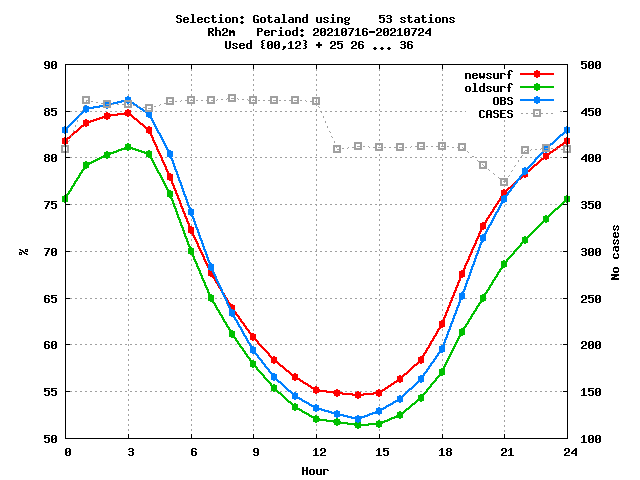 Selection: Gotaland using    53 stations
Rh2m   Period: 20210716-20210724
Used {00,12} + 25 26 ... 36
90 500
newsurf
oldsurf
OBS
CASES
85 450
80 400
75 350
% 70 300 No cases
65 250
60 200
55 150
50 100
0 3 6 9 12 15 18 21 24
Hour